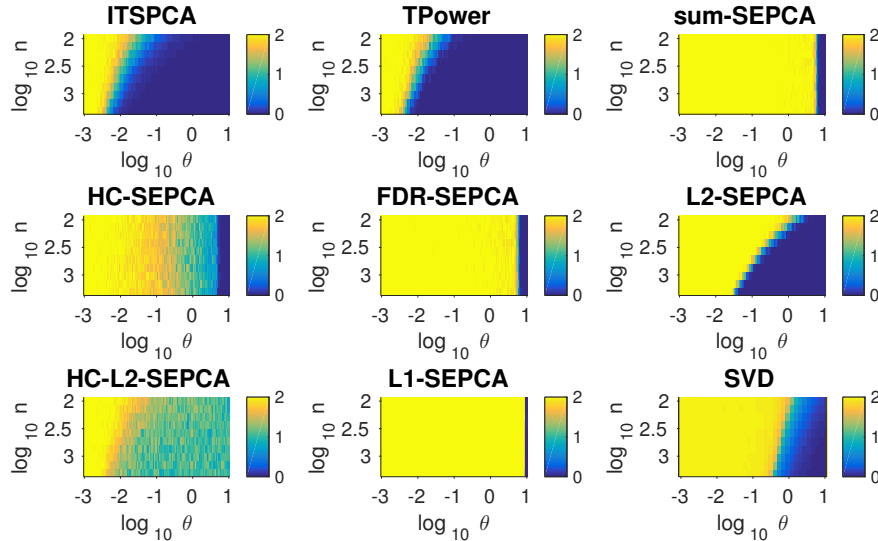 ITSPCA
TPower
sum-SEPCA
log 10 n
2
2.5
3
-3 -2 -1 0 1
log 10 θ
2
1
0
log 10 n
2
2.5
3
-3 -2 -1 0 1
log 10 θ
2
1
0
log 10 n
2
2.5
3
-3 -2 -1 0 1
log 10 θ
2
1
0
HC-SEPCA
FDR-SEPCA
L2-SEPCA
log 10 n
2
2.5
3
-3 -2 -1 0 1
log 10 θ
2
1
0
log 10 n
2
2.5
3
-3 -2 -1 0 1
log 10 θ
2
1
0
log 10 n
2
2.5
3
-3 -2 -1 0 1
log 10 θ
2
1
0
HC-L2-SEPCA
L1-SEPCA
SVD
log 10 n
2
2.5
3
-3 -2 -1 0 1
log 10 θ
2
1
0
log 10 n
2
2.5
3
-3 -2 -1 0 1
log 10 θ
2
1
0
log 10 n
2
2.5
3
-3 -2 -1 0 1
log 10 θ
2
1
0